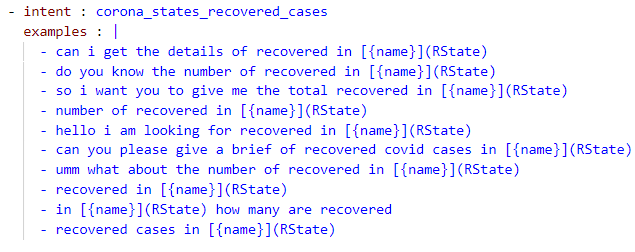 - intent : corona_states_recovered_cases
examples : |
- can i get the details of recovered in [{name}](RState)
- do you know the number of recovered in [{name}](RState)
- so i want you to give me the total recovered in [{name}](RState)
- number of recovered in [{name}](RState)
- hello i am looking for recovered in [{name}](RState)
- can you please give a brief of recovered covid cases in [{name}](RState)
- umm what about the number of recovered in [{name}](RState)
- recovered in [{name}](RState)
- in [{name}](RState) how many are recovered
- recovered cases in [{name}](RState)